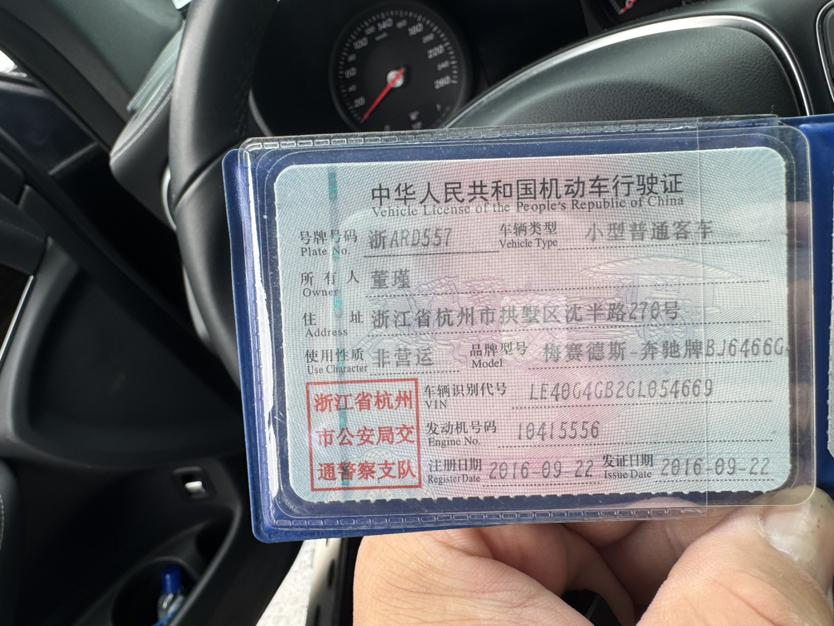 中华人民共和国机动车行驶证
Vehicle License of the People's Republic of China
号牌号码 浙ARD557 车辆类型 小型普通客车
Plate No. Vehicle Type
所有人 董瑾
Owner
住址 浙江省杭州市拱墅区沈半路270号
Address
使用性质 非营运 品牌型号 梅赛德斯-奔驰牌BJ6466G
Use Character Model
浙江省杭州
市公安局交
通警察支队
车辆识别代号 LE40G4GB2GL054669
VIN
发动机号码 10415556
Engine No.
注册日期 2016-09-22 发证日期 2016-09-22
Register Date Issue Date